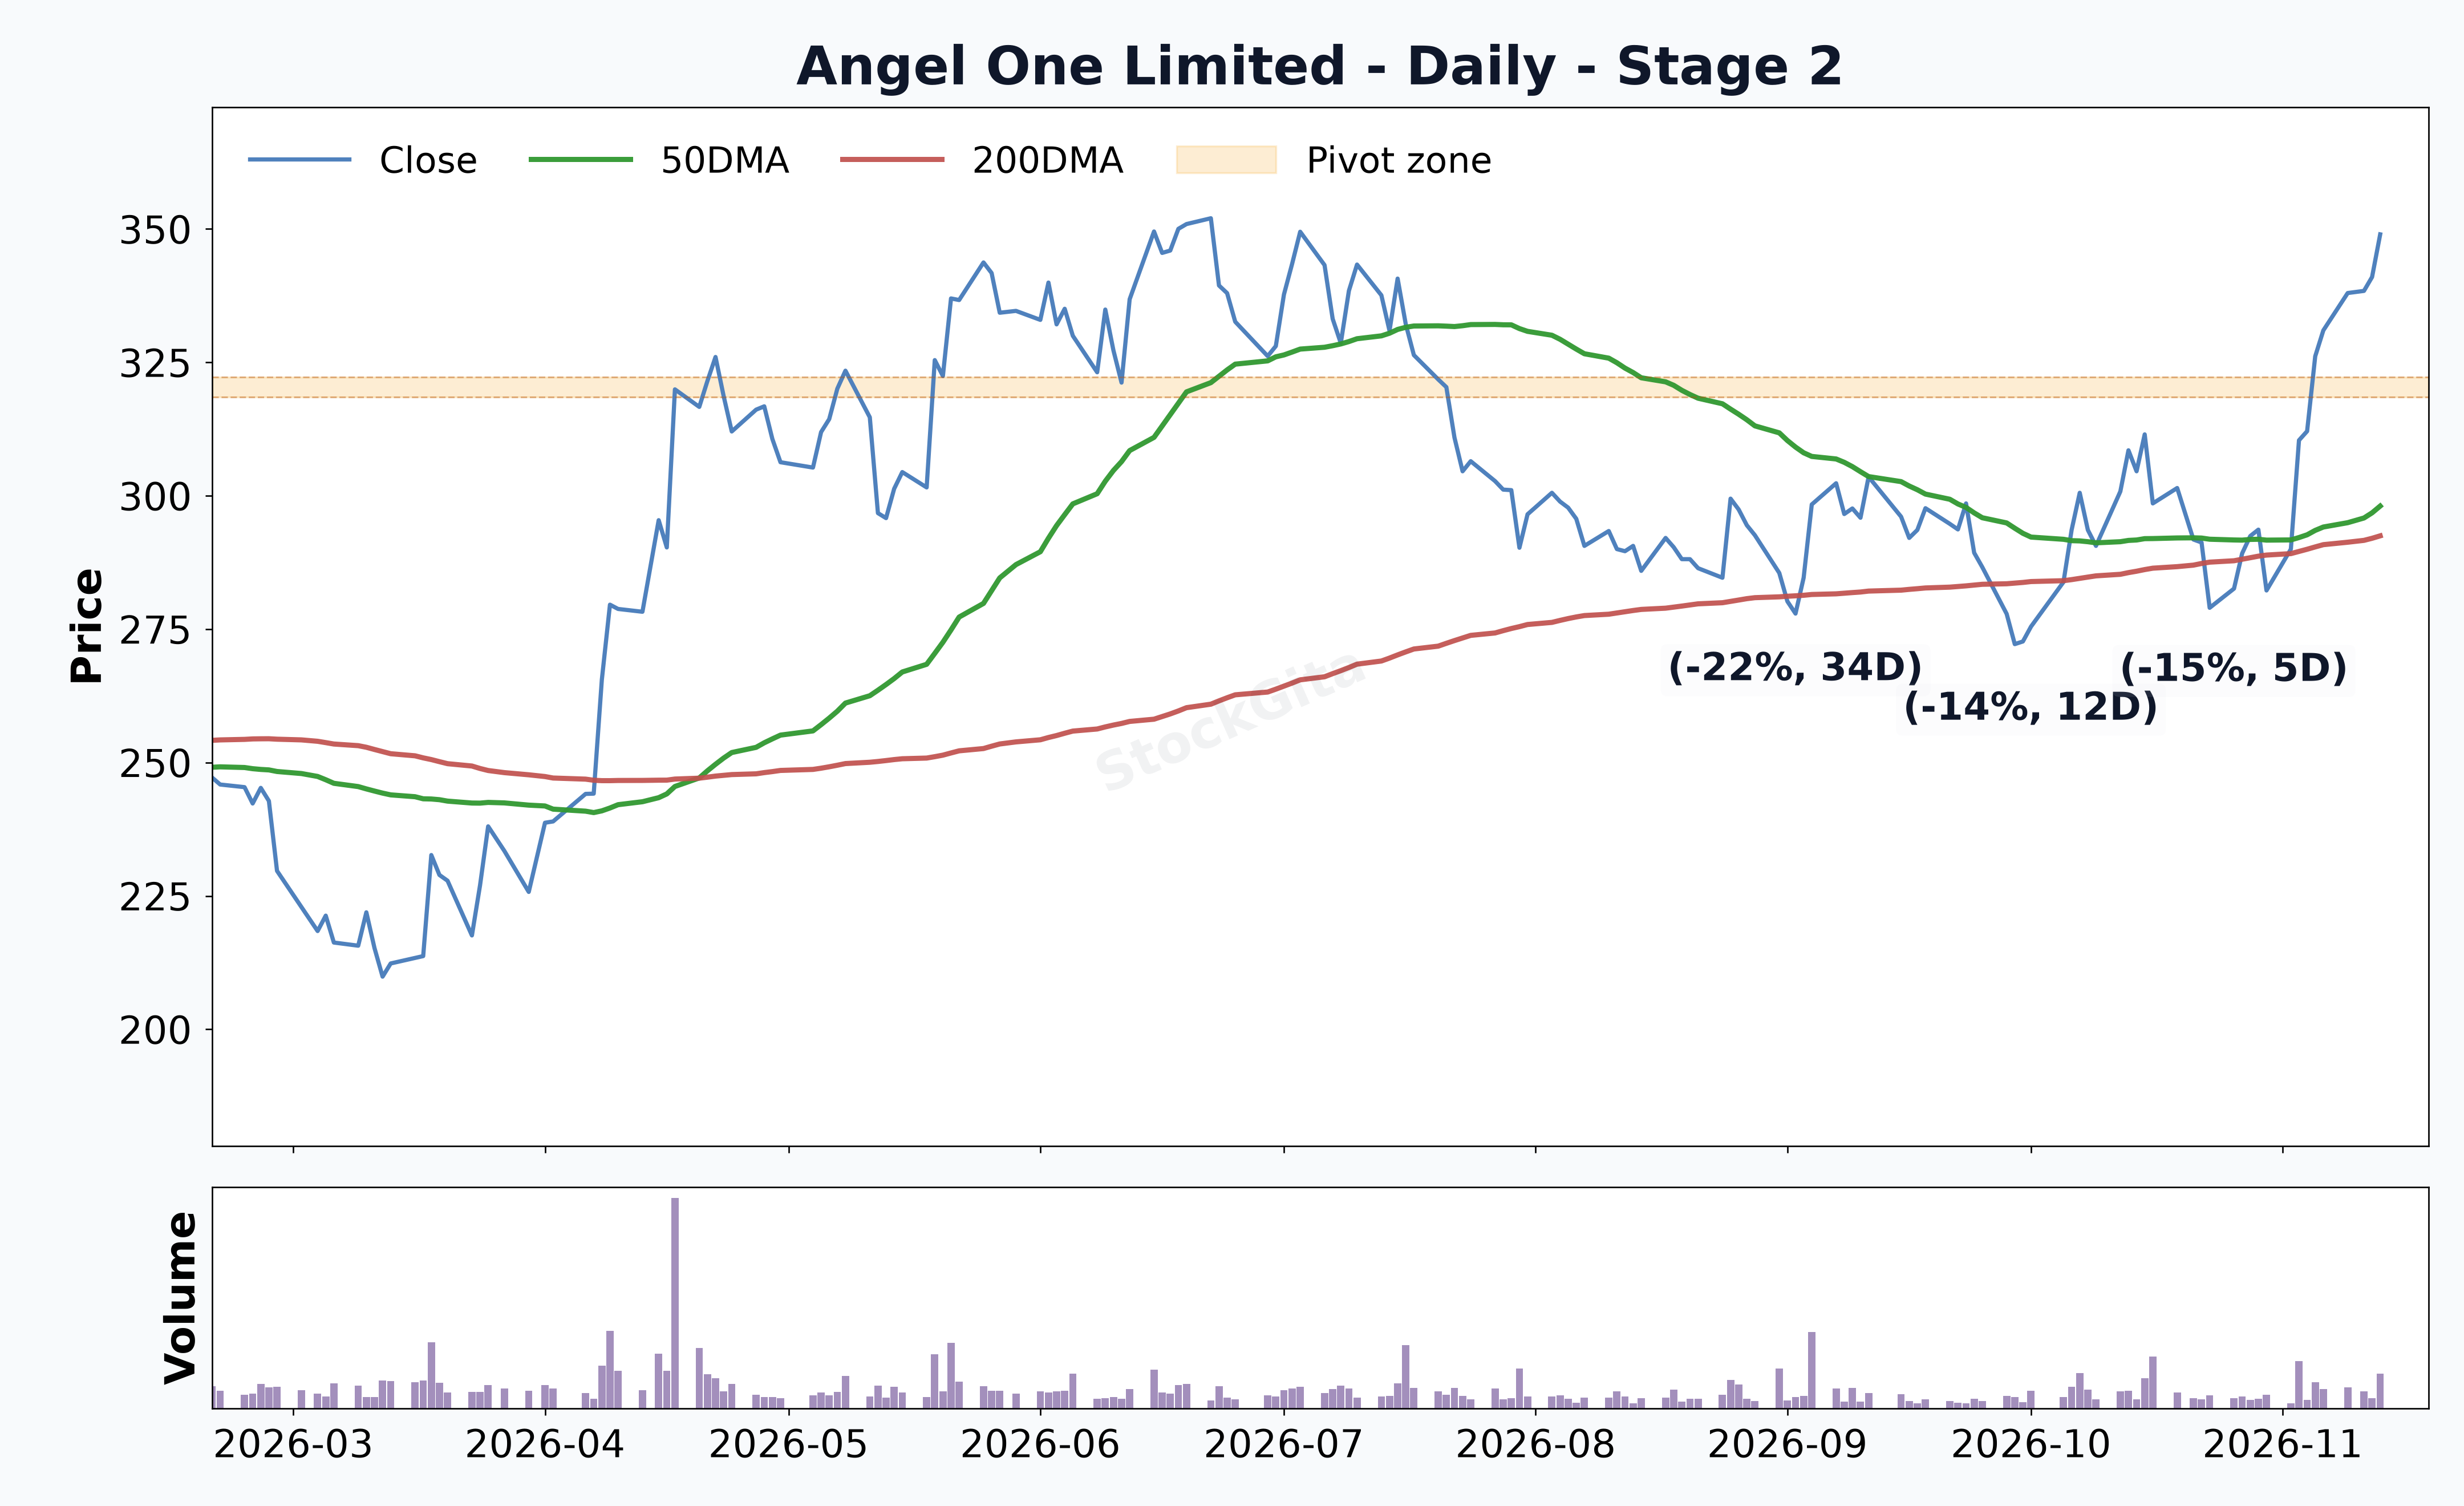 Angel One Limited - Daily - Stage 2
Close 50DMA 200DMA Pivot zone
350
325
300
275
250
225
200
Price
(-22%, 34D)
(-15%, 5D)
(-14%, 12D)
StockGita
Volume
2026-03 2026-04 2026-05 2026-06 2026-07 2026-08 2026-09 2026-10 2026-11